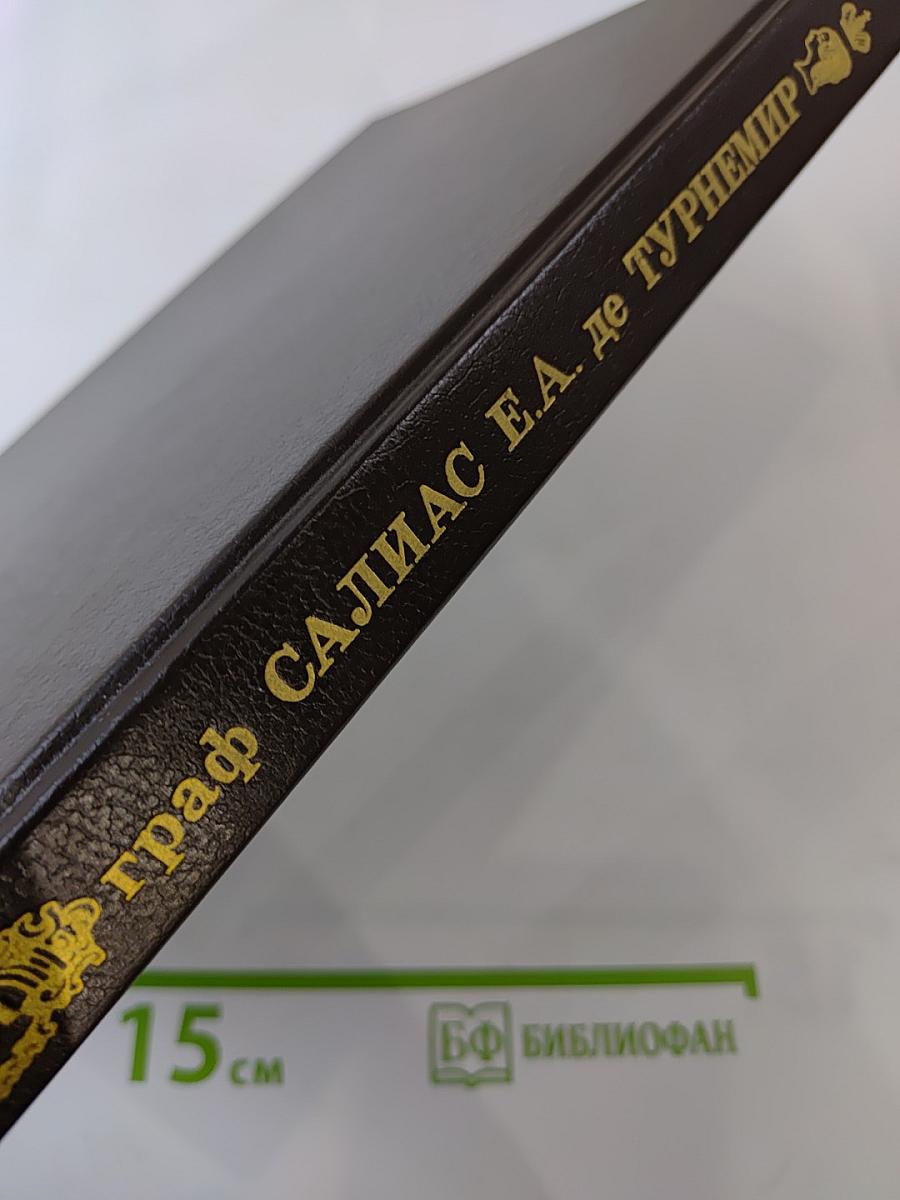 граф САЛИАС Е.А. де ТУРНЕМИР
15 см
БФ БИБЛИОФАН